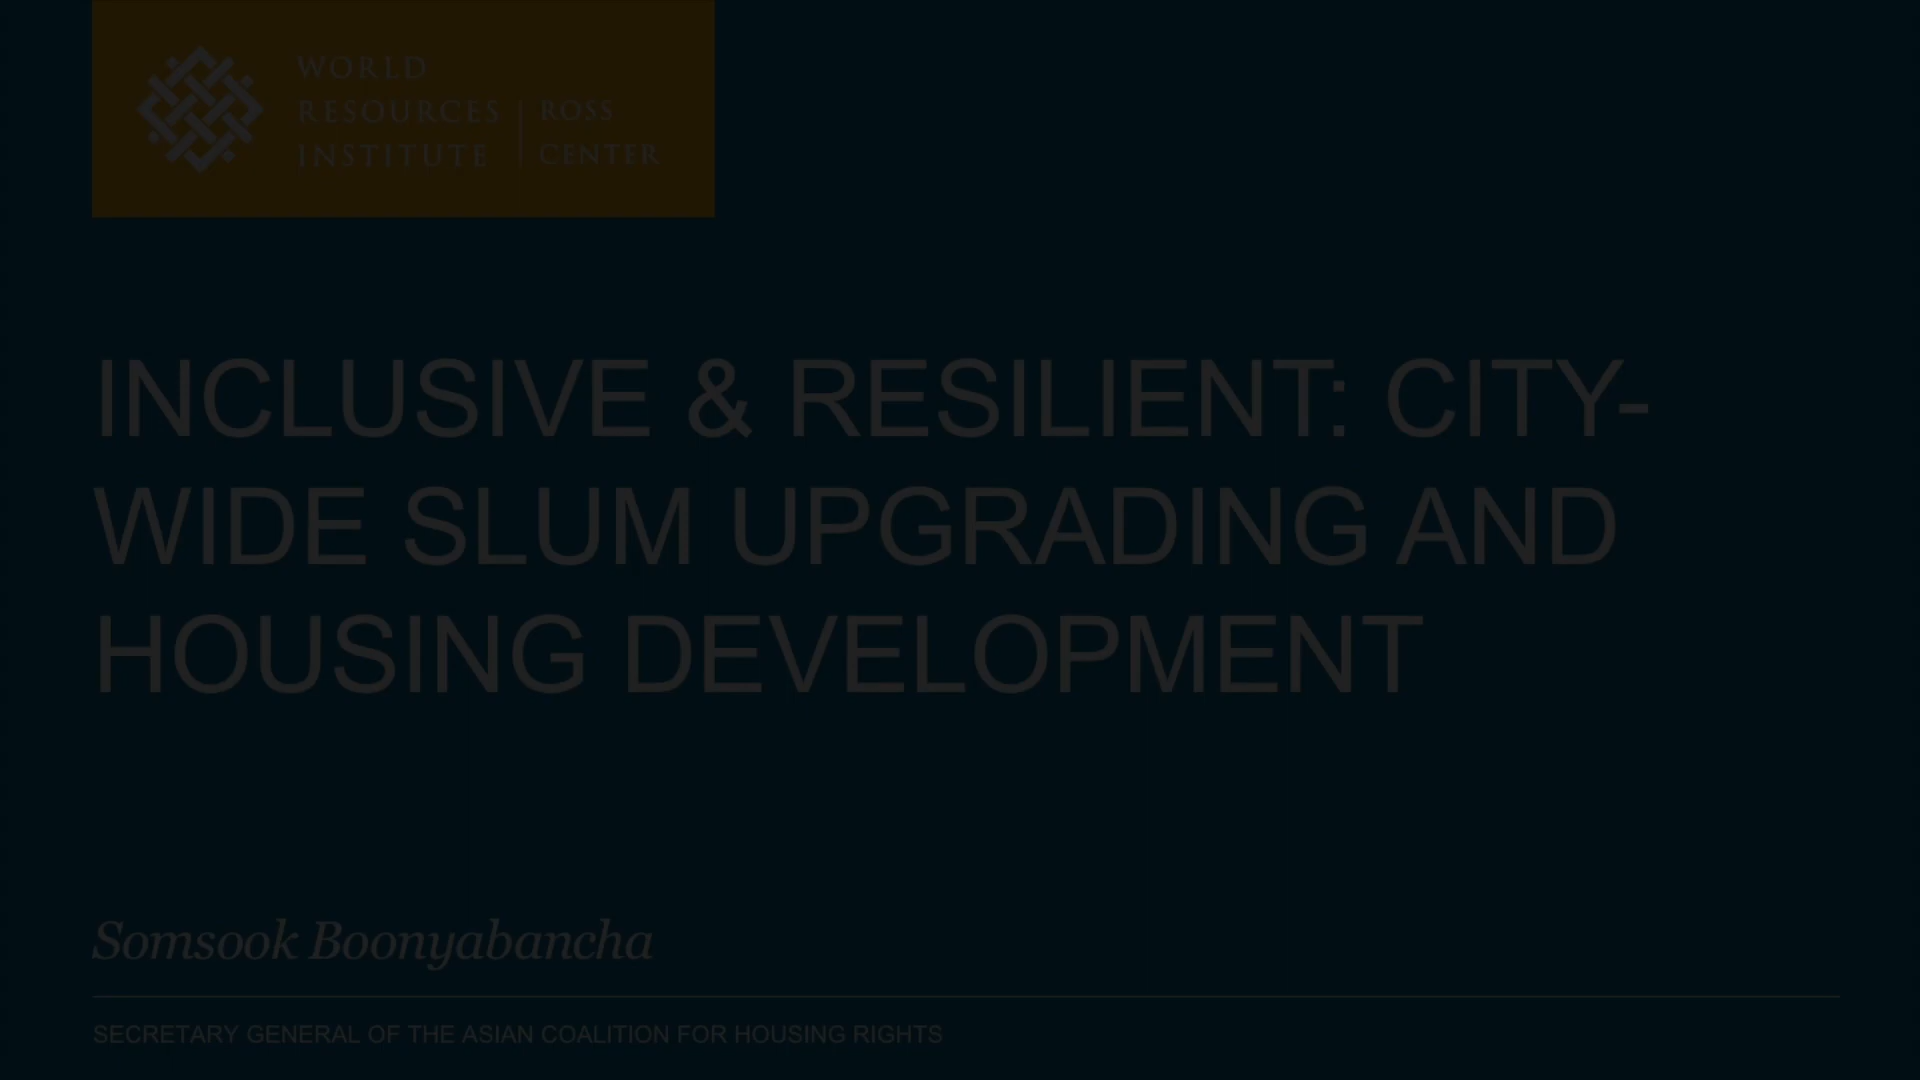 WORLD
RESOURCES
INSTITUTE
ROSS
CENTER
INCLUSIVE & RESILIENT: CITY-
WIDE SLUM UPGRADING AND
HOUSING DEVELOPMENT
Somsook Boonyabancha
SECRETARY GENERAL OF THE ASIAN COALITION FOR HOUSING RIGHTS